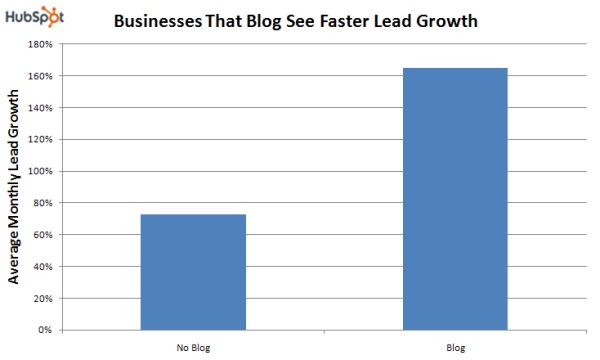 HubSpot
Businesses That Blog See Faster Lead Growth
Average Monthly Lead Growth
180%
160%
140%
120%
100%
80%
60%
40%
20%
0%
No Blog
Blog